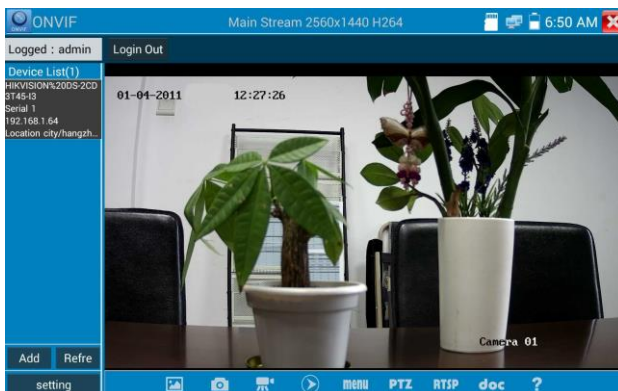 ONVIF
Main Stream 2560x1440 H264
6:50 AM
Logged : admin
Login Out
Device List(1)
HIKVISION%20DS-2CD
3T45-I3
Serial 1
192.168.1.64
Location city/hangzh...
01-04-2011 12:27:26
Camera 01
Add Refre
setting
menu PTZ RTSP doc ?